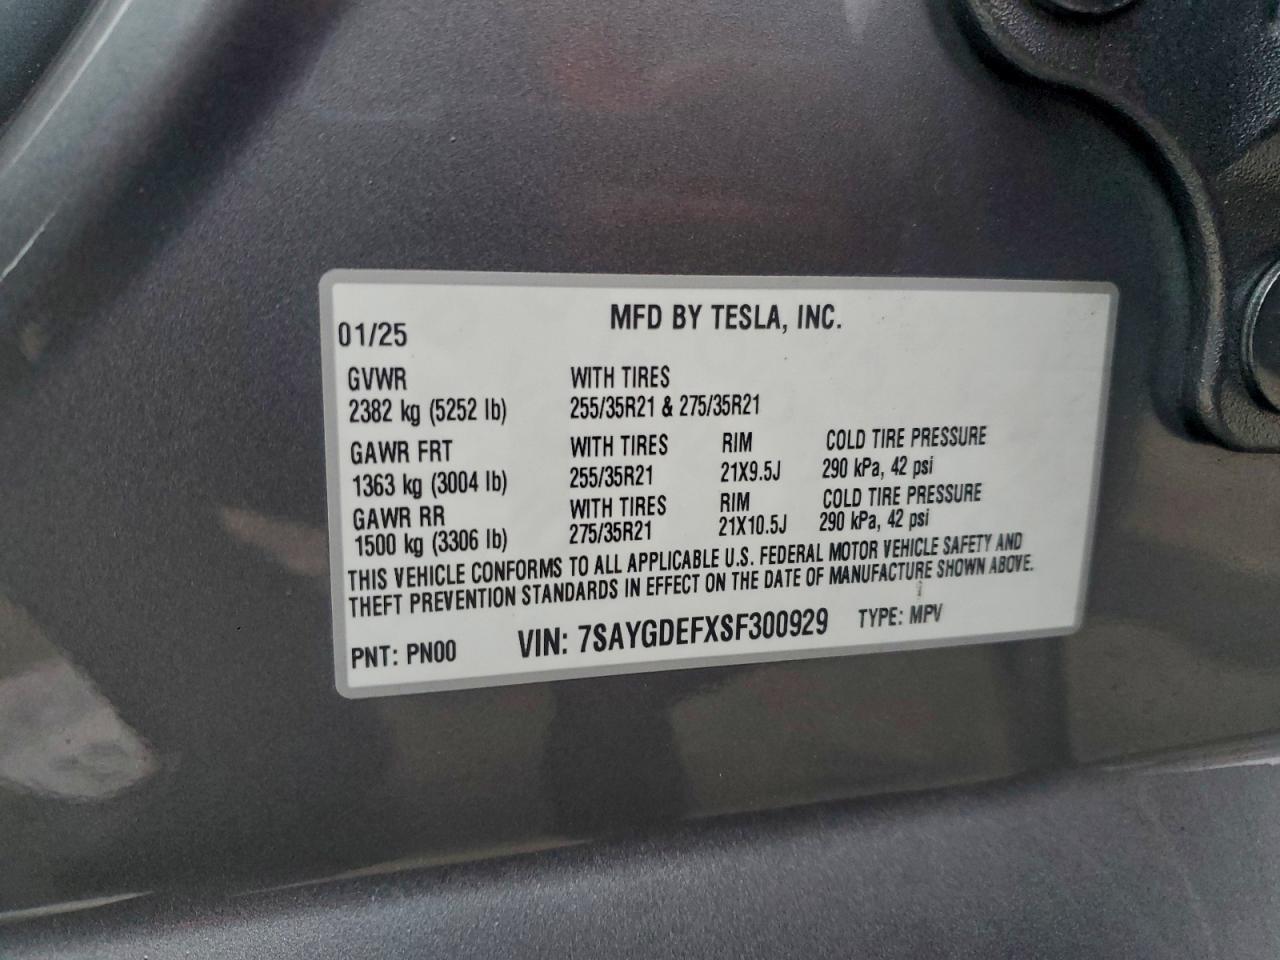 MFD BY TESLA, INC.
01/25
GVWR WITH TIRES
2382 kg (5252 lb) 255/35R21 & 275/35R21
GAWR FRT WITH TIRES RIM COLD TIRE PRESSURE
1363 kg (3004 lb) 255/35R21 21X9.5J 290 kPa, 42 psi
GAWR RR WITH TIRES RIM COLD TIRE PRESSURE
1500 kg (3306 lb) 275/35R21 21X10.5J 290 kPa, 42 psi
THIS VEHICLE CONFORMS TO ALL APPLICABLE U.S. FEDERAL MOTOR VEHICLE SAFETY AND
THEFT PREVENTION STANDARDS IN EFFECT ON THE DATE OF MANUFACTURE SHOWN ABOVE.
PNT: PN00 VIN: 7SAYGDEFXSF300929 TYPE: MPV